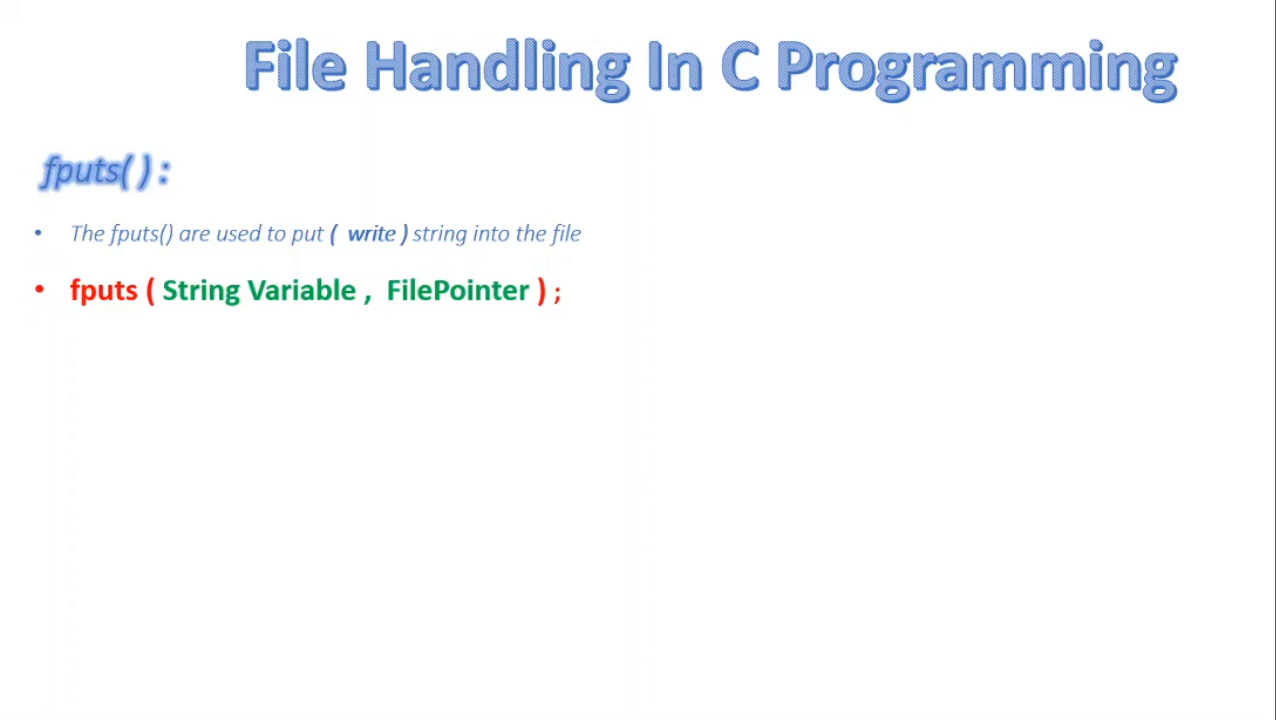 File Handling In C Programming
fputs( ) :
• The fputs() are used to put ( write ) string into the file
• fputs ( String Variable , FilePointer ) ;